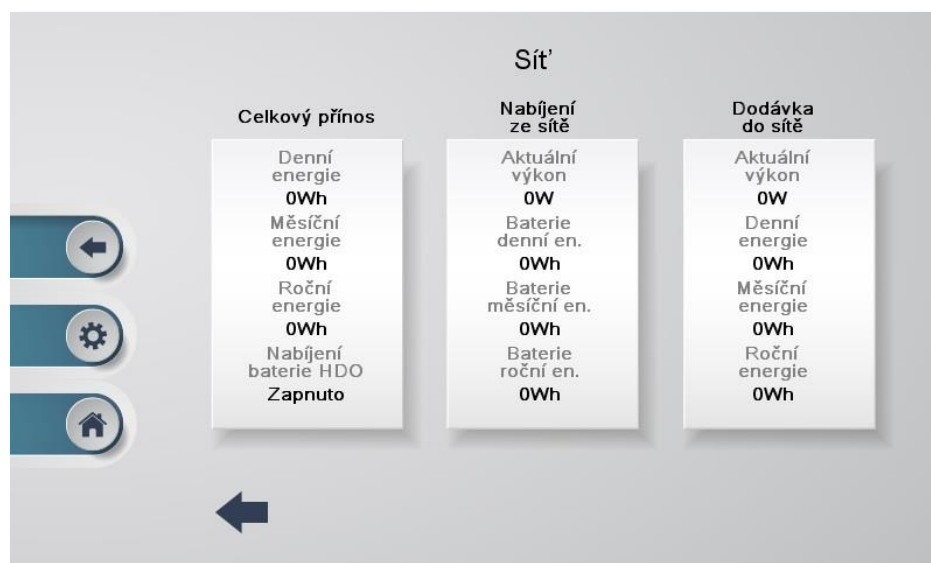 Síť
Celkový přínos
Denní
energie
0Wh
Měsíční
energie
0Wh
Roční
energie
0Wh
Nabíjení
baterie HDO
Zapnuto
Nabíjení
ze sítě
Aktuální
výkon
0W
Baterie
denní en.
0Wh
Baterie
měsíční en.
0Wh
Baterie
roční en.
0Wh
Dodávka
do sítě
Aktuální
výkon
0W
Denní
energie
0Wh
Měsíční
energie
0Wh
Roční
energie
0Wh